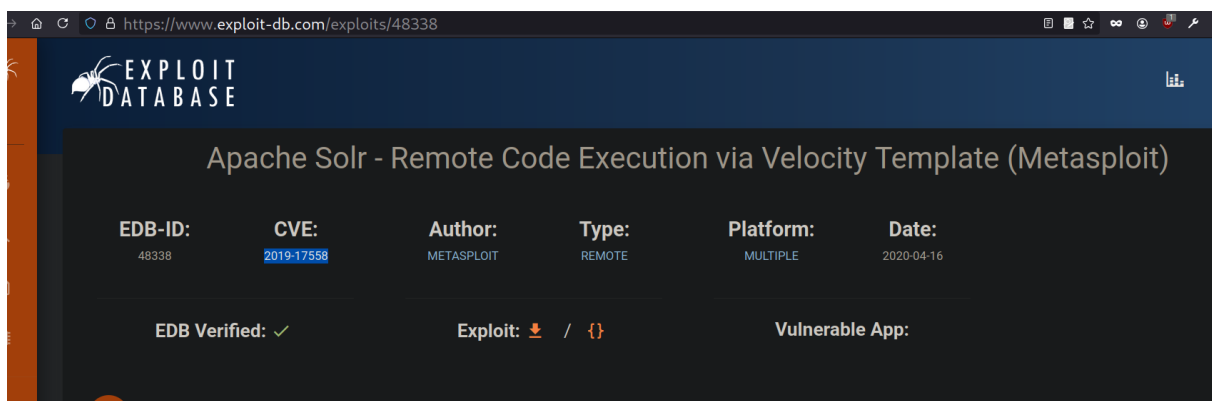 https://www.exploit-db.com/exploits/48338
EXPLOIT
DATABASE
Apache Solr - Remote Code Execution via Velocity Template (Metasploit)
EDB-ID: CVE: Author: Type: Platform: Date:
48338 2019-17558 METASPLOIT REMOTE MULTIPLE 2020-04-16
EDB Verified: ✓ Exploit: / {} Vulnerable App: